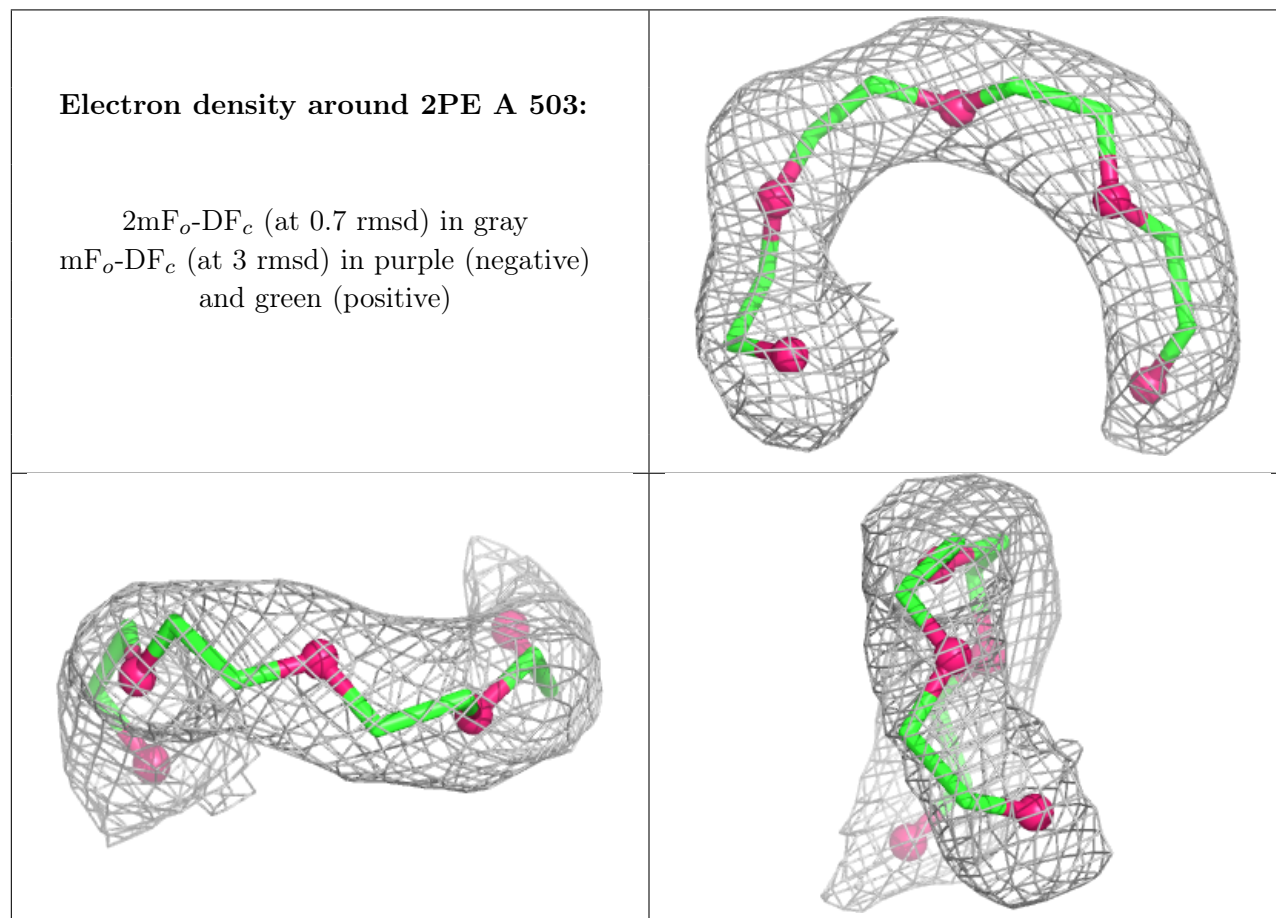 Electron density around 2PE A 503:
2mFo-DFc (at 0.7 rmsd) in gray
mFo-DFc (at 3 rmsd) in purple (negative)
and green (positive)